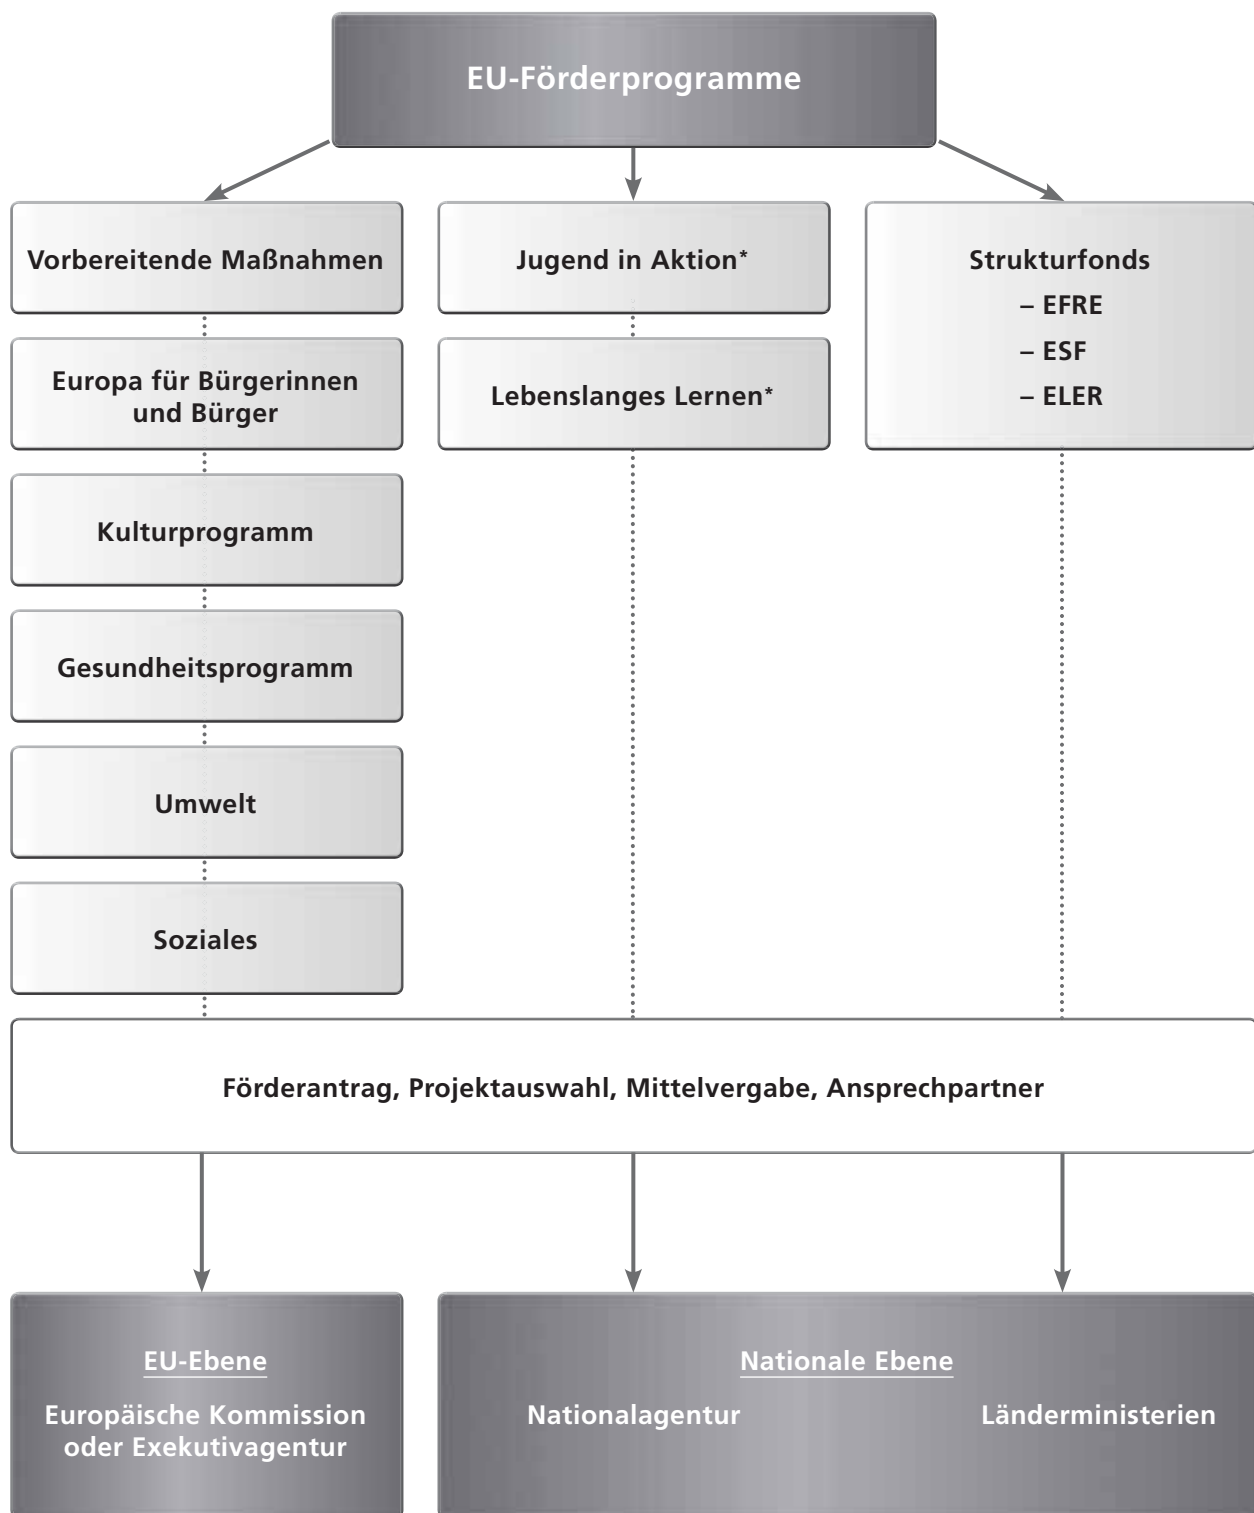 EU-Förderprogramme
Vorbereitende Maßnahmen
Europa für Bürgerinnen
und Bürger
Kulturprogramm
Gesundheitsprogramm
Umwelt
Soziales
Jugend in Aktion*
Lebenslanges Lernen*
Strukturfonds
– EFRE
– ESF
– ELER
Förderantrag, Projektauswahl, Mittelvergabe, Ansprechpartner
EU-Ebene
Europäische Kommission
oder Exekutivagentur
Nationale Ebene
Nationalagentur
Länderministerien